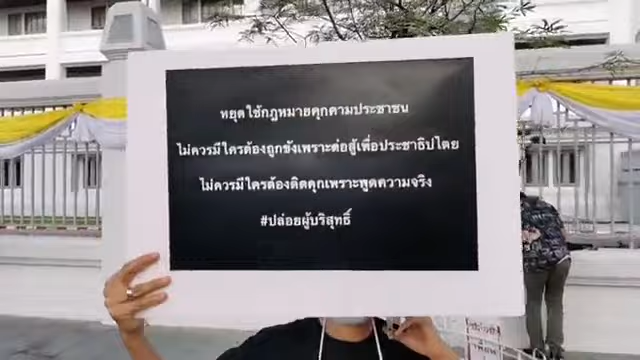 หยุดใช้กฎหมายคุกคามประชาชน
ไม่ควรมีใครต้องถูกขังเพราะต่อสู้เพื่อประชาธิปไตย
ไม่ควรมีใครต้องติดคุกเพราะพูดความจริง
#ปล่อยผู้บริสุทธิ์